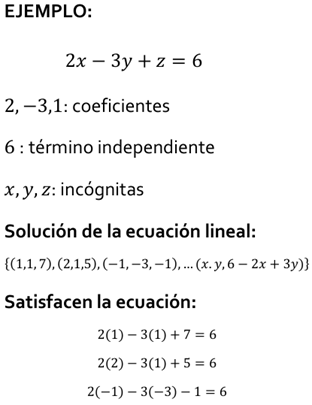 EJEMPLO:
2x − 3y + z = 6
2, −3,1: coeficientes
6 : término independiente
x, y, z: incógnitas
Solución de la ecuación lineal:
{(1,1,7), (2,1,5), (−1, −3, −1), ... (x. y, 6 − 2x + 3y)}
Satisfacen la ecuación:
2(1) − 3(1) + 7 = 6
2(2) − 3(1) + 5 = 6
2(−1) − 3(−3) − 1 = 6